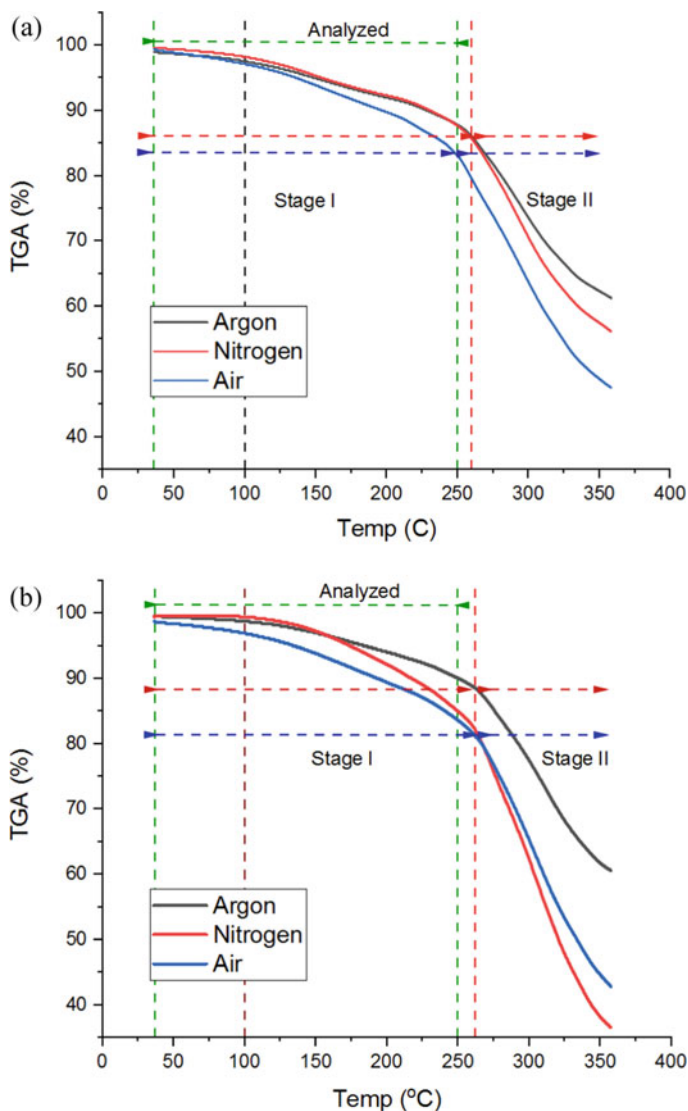 (a)
Analyzed
100
90
80
70
60
50
40
TGA (%)
Stage I
Stage II
Argon
Nitrogen
Air
0
50
100
150
200
250
300
350
400
Temp (C)
(b)
Analyzed
100
90
80
70
60
50
40
TGA (%)
Stage I
Stage II
Argon
Nitrogen
Air
0
50
100
150
200
250
300
350
400
Temp (ºC)